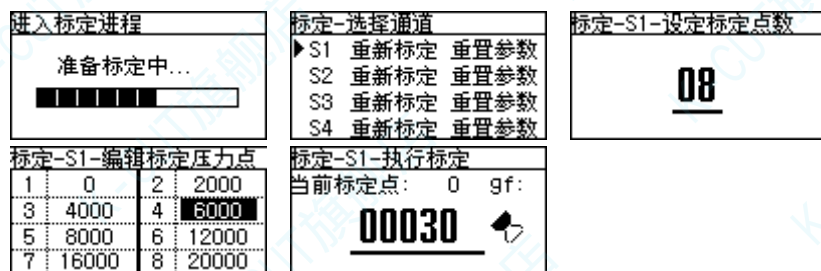 进入标定进程
准备标定中...
标定-选择通道
S1 重新标定 重置参数
S2 重新标定 重置参数
S3 重新标定 重置参数
S4 重新标定 重置参数
标定-S1-设定标定点数
08
标定-S1-编辑标定压力点
1 0 2 2000
3 4000 4 6000
5 8000 6 12000
7 16000 8 20000
标定-S1-执行标定
当前标定点: 0 gf:
00030